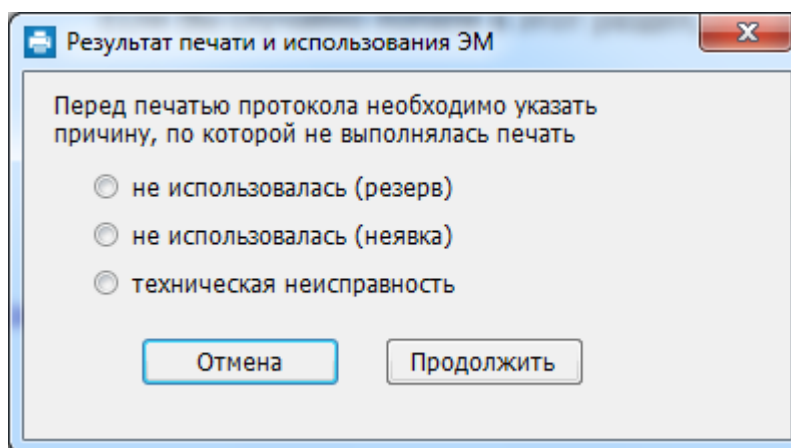 Результат печати и использования ЭМ
Перед печатью протокола необходимо указать
причину, по которой не выполнялась печать
не использовалась (резерв)
не использовалась (неявка)
техническая неисправность
Отмена
Продолжить